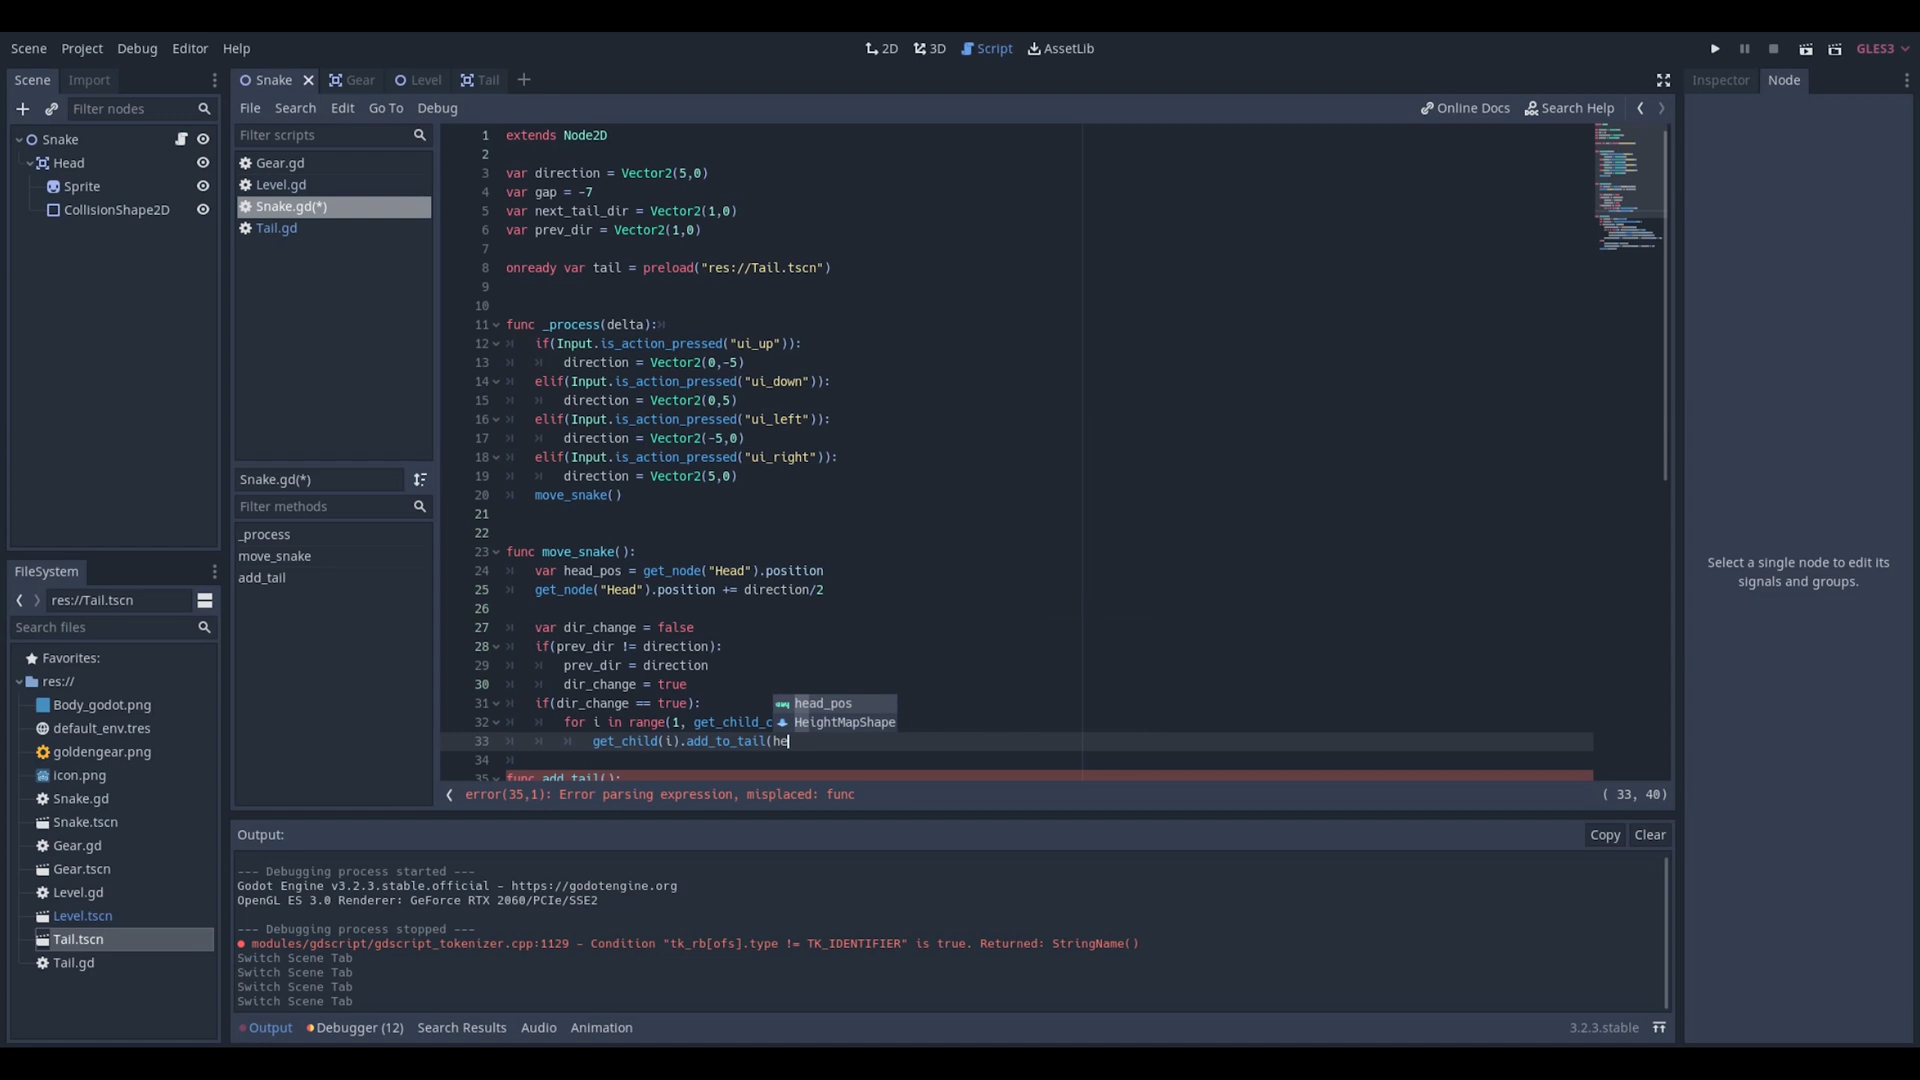 Scene Project Debug Editor Help
2D 3D Script AssetLib
GLES3
Scene Import
Filter nodes
Snake
Head
Sprite
CollisionShape2D
FileSystem
res://Tail.tscn
Search files
Favorites:
res://
Body_godot.png
default_env.tres
goldengear.png
icon.png
Snake.gd
Snake.tscn
Gear.gd
Gear.tscn
Level.gd
Level.tscn
Tail.tscn
Tail.gd
Snake Gear Level Tail
File Search Edit Go To Debug
Online Docs Search Help
Filter scripts
Gear.gd
Level.gd
Snake.gd(*)
Tail.gd
Snake.gd(*)
Filter methods
_process
move_snake
add_tail
1 extends Node2D
2
3 var direction = Vector2(5,0)
4 var gap = -7
5 var next_tail_dir = Vector2(1,0)
6 var prev_dir = Vector2(1,0)
7
8 onready var tail = preload("res://Tail.tscn")
9
10
11 func _process(delta):
12 if(Input.is_action_pressed("ui_up")):
13 direction = Vector2(0,-5)
14 elif(Input.is_action_pressed("ui_down")):
15 direction = Vector2(0,5)
16 elif(Input.is_action_pressed("ui_left")):
17 direction = Vector2(-5,0)
18 elif(Input.is_action_pressed("ui_right")):
19 direction = Vector2(5,0)
20 move_snake()
21
22
23 func move_snake():
24 var head_pos = get_node("Head").position
25 get_node("Head").position += direction/2
26
27 var dir_change = false
28 if(prev_dir != direction):
29 prev_dir = direction
30 dir_change = true
31 if(dir_change == true):
32 for i in range(1, get_child_c
33 get_child(i).add_to_tail(he
34
35 func add_tail():
head_pos
HeightMapShape
error(35,1): Error parsing expression, misplaced: func
( 33, 40)
Output:
Copy Clear
--- Debugging process started ---
Godot Engine v3.2.3.stable.official - https://godotengine.org
OpenGL ES 3.0 Renderer: GeForce RTX 2060/PCIe/SSE2
--- Debugging process stopped ---
modules/gdscript/gdscript_tokenizer.cpp:1129 - Condition "tk_rb[ofs].type != TK_IDENTIFIER" is true. Returned: StringName()
Switch Scene Tab
Switch Scene Tab
Switch Scene Tab
Switch Scene Tab
Output Debugger (12) Search Results Audio Animation
3.2.3.stable
Inspector Node
Select a single node to edit its
signals and groups.